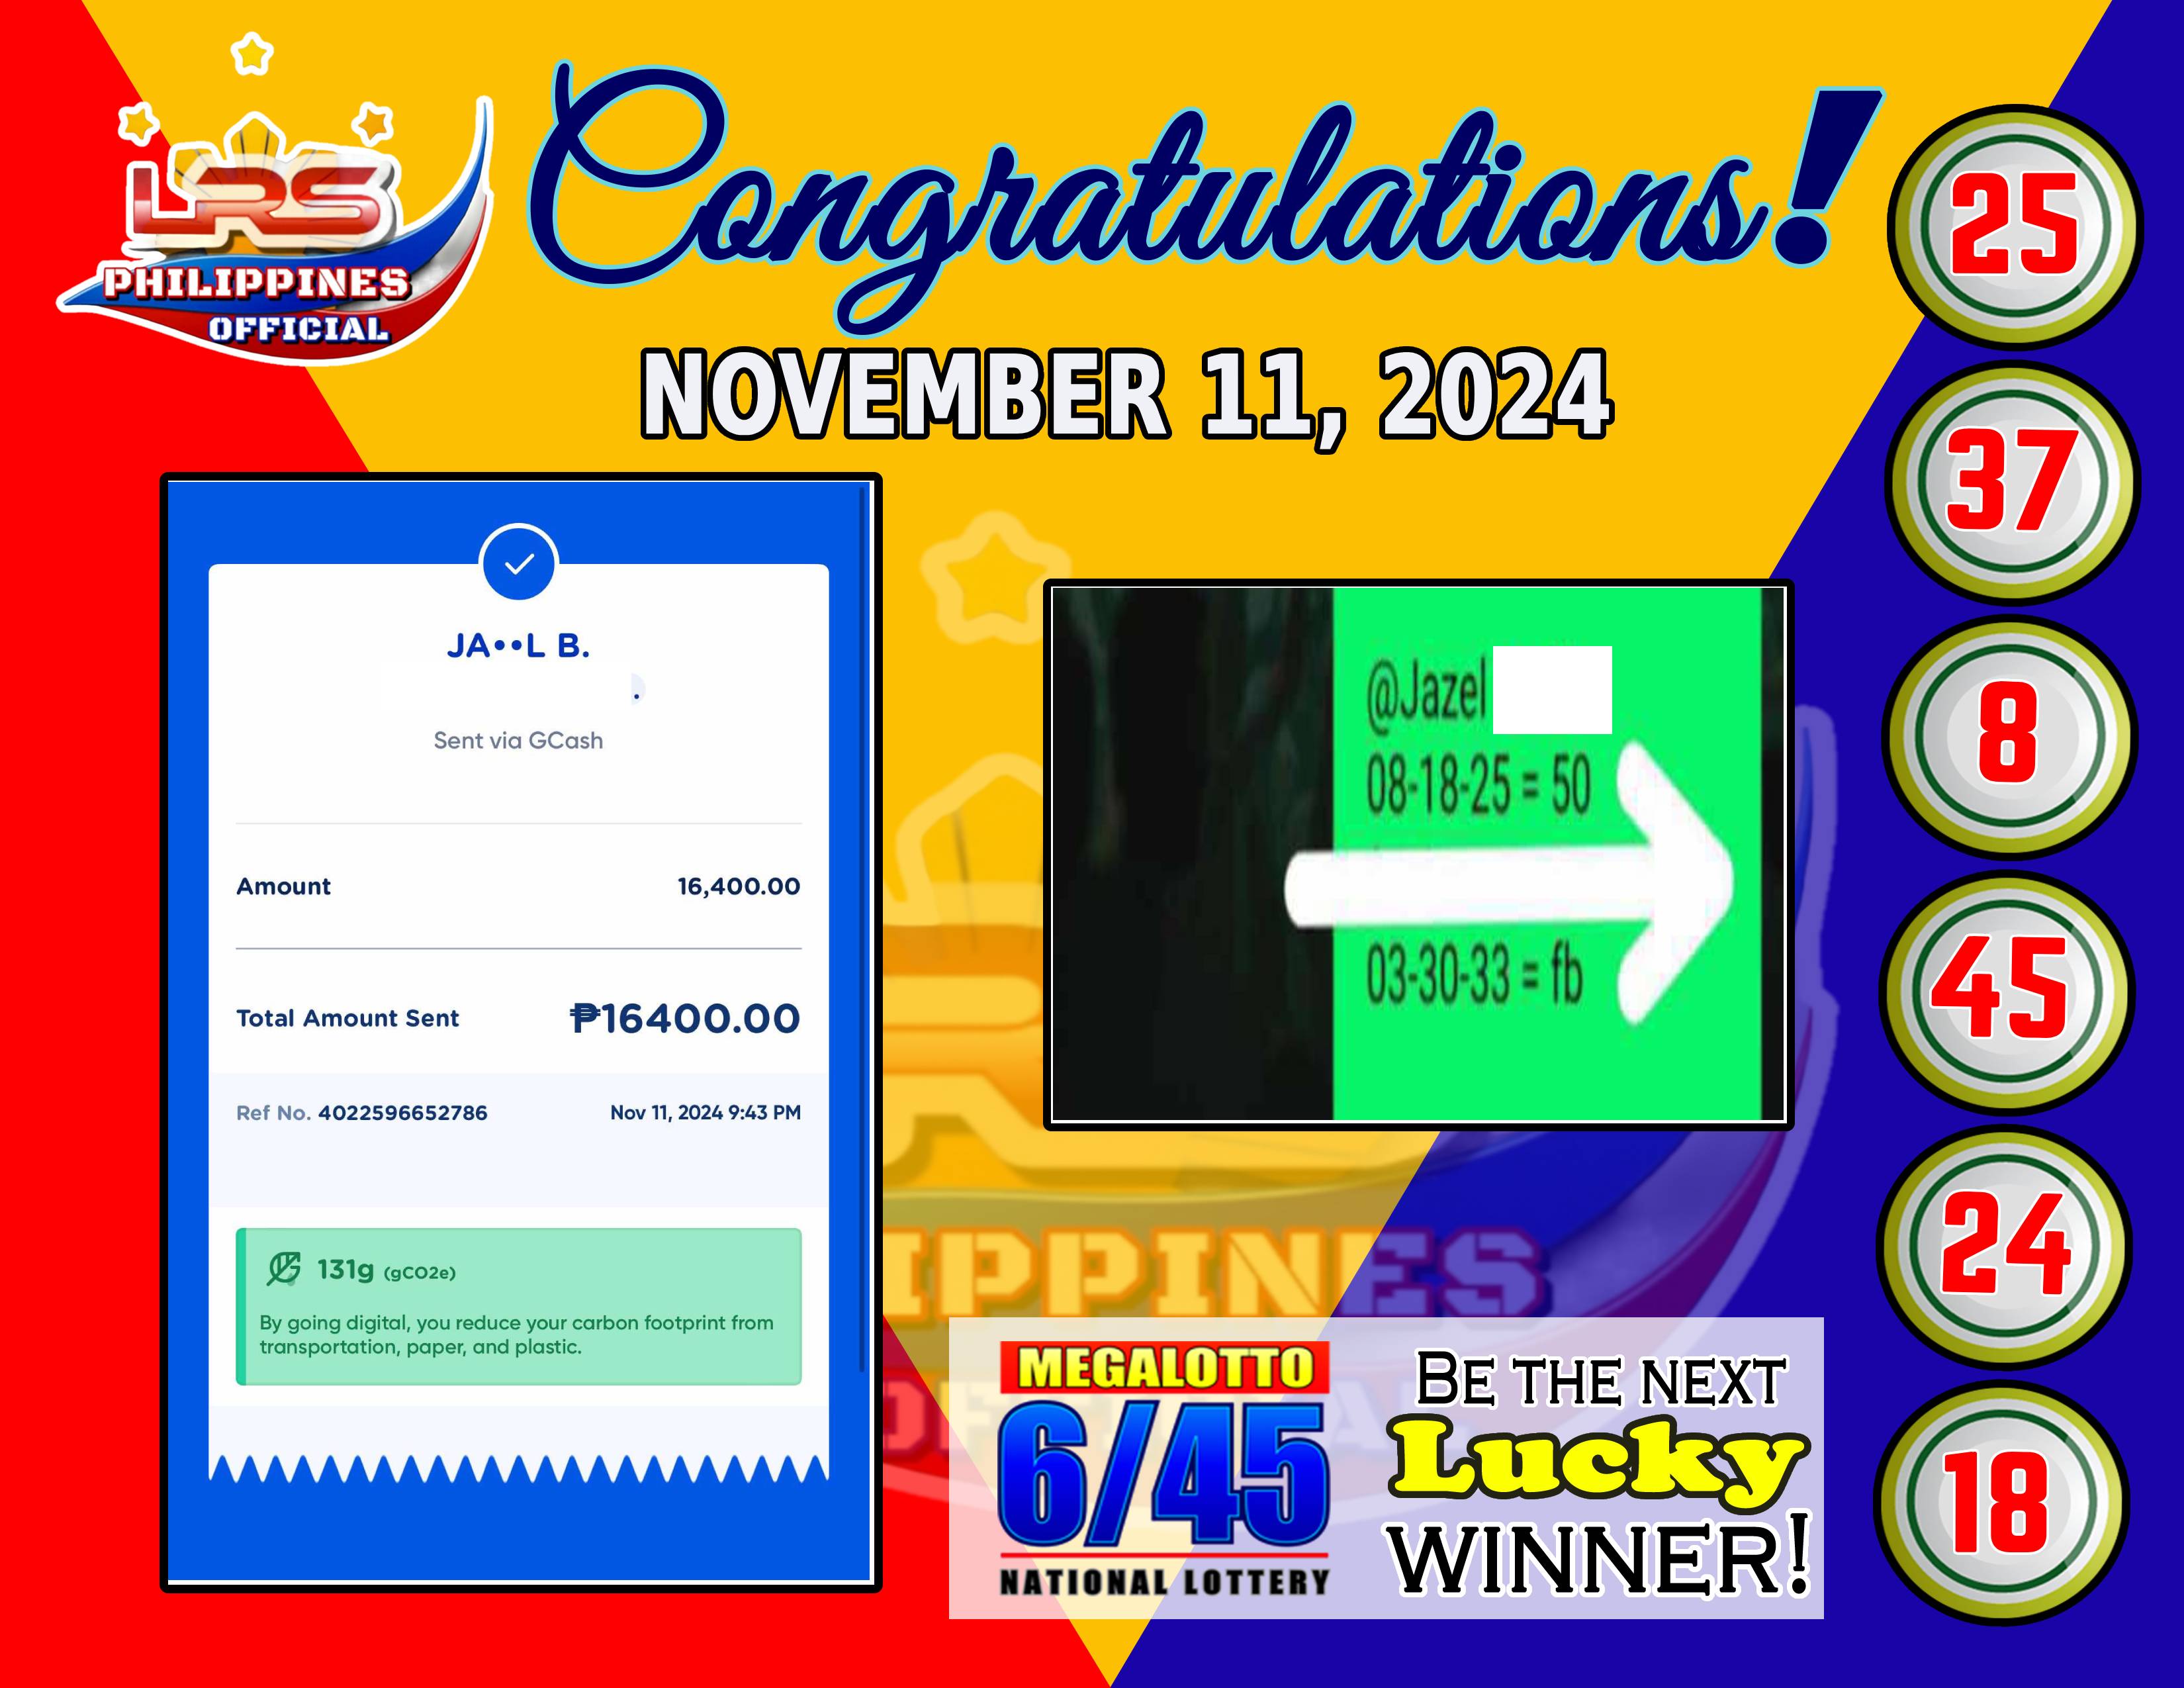 LRS
PHILIPPINES
OFFICIAL
Congratulations!
NOVEMBER 11, 2024
JA••L B.
.
Sent via GCash
Amount 16,400.00
Total Amount Sent ₱16400.00
Ref No. 4022596652786 Nov 11, 2024 9:43 PM
131g (gCO2e)
By going digital, you reduce your carbon footprint from
transportation, paper, and plastic.
@Jazel
08-18-25 = 50
03-30-33 = fb
MEGALOTTO
6/45
NATIONAL LOTTERY
BE THE NEXT
Lucky
WINNER!
25
37
8
45
24
18